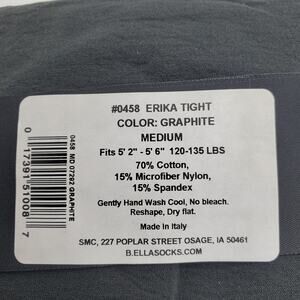 #0458 ERIKA TIGHT
COLOR: GRAPHITE
MEDIUM
Fits 5' 2" - 5' 6" 120-135 LBS
70% Cotton,
15% Microfiber Nylon,
15% Spandex
Gently Hand Wash Cool, No bleach.
Reshape, Dry flat.
Made in Italy
SMC, 227 POPLAR STREET OSAGE, IA 50461
B.ELLASOCKS.COM
0458 MD 07292 GRAPHITE
0 17391 51008 7